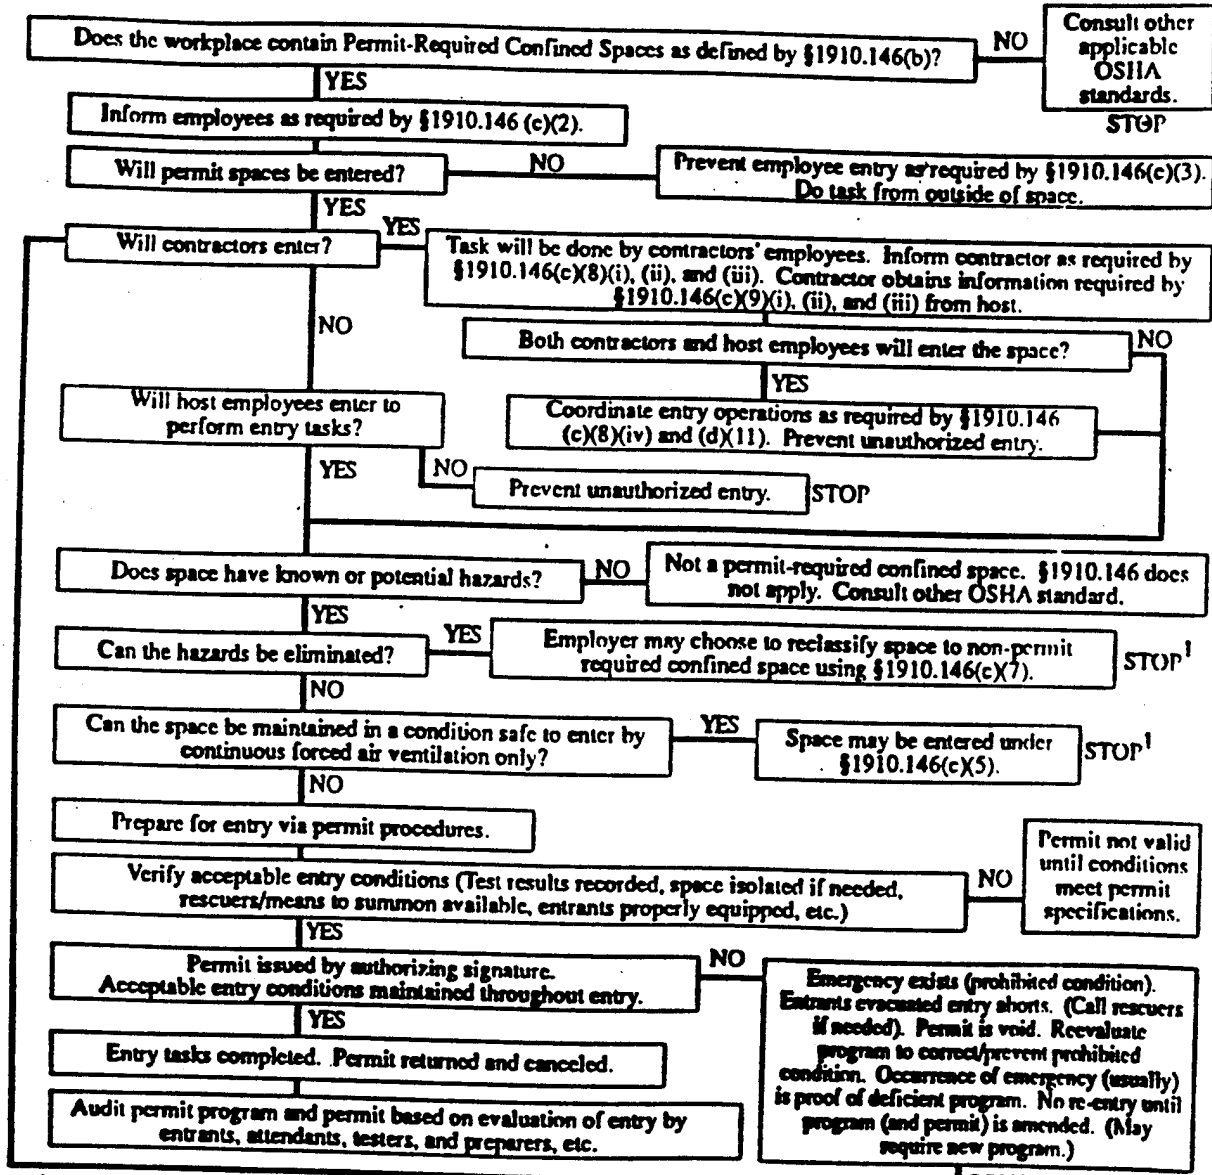 Does the workplace contain Permit-Required Confined Spaces as defined by §1910.146(b)?
NO
Consult other
applicable
OSHA
standards.
STOP
YES
Inform employees as required by §1910.146 (c)(2).
Will permit spaces be entered?
NO
Prevent employee entry as required by §1910.146(c)(3).
Do task from outside of space.
YES
Will contractors enter?
YES
Task will be done by contractors' employees. Inform contractor as required by
§1910.146(c)(8)(i), (ii), and (iii). Contractor obtains information required by
§1910.146(c)(9)(i), (ii), and (iii) from host.
NO
Both contractors and host employees will enter the space?
NO
YES
Will host employees enter to
perform entry tasks?
Coordinate entry operations as required by §1910.146
(c)(8)(iv) and (d)(11). Prevent unauthorized entry.
YES
NO
Prevent unauthorized entry.
STOP
Does space have known or potential hazards?
NO
Not a permit-required confined space. §1910.146 does
not apply. Consult other OSHA standard.
YES
Can the hazards be eliminated?
YES
Employer may choose to reclassify space to non-permit
required confined space using §1910.146(c)(7).
STOP¹
NO
Can the space be maintained in a condition safe to enter by
continuous forced air ventilation only?
YES
Space may be entered under
§1910.146(c)(5).
STOP¹
NO
Prepare for entry via permit procedures.
Verify acceptable entry conditions (Test results recorded, space isolated if needed,
rescuers/means to summon available, entrants properly equipped, etc.)
NO
Permit not valid
until conditions
meet permit
specifications.
YES
Permit issued by authorizing signature.
Acceptable entry conditions maintained throughout entry.
NO
Emergency exists (prohibited condition).
Entrants evacuated entry aborts. (Call rescuers
if needed). Permit is void. Reevaluate
program to correct/prevent prohibited
condition. Occurrence of emergency (usually)
is proof of deficient program. No re-entry until
program (and permit) is amended. (May
require new program.)
YES
Entry tasks completed. Permit returned and canceled.
Audit permit program and permit based on evaluation of entry by
entrants, attendants, testers, and preparers, etc.